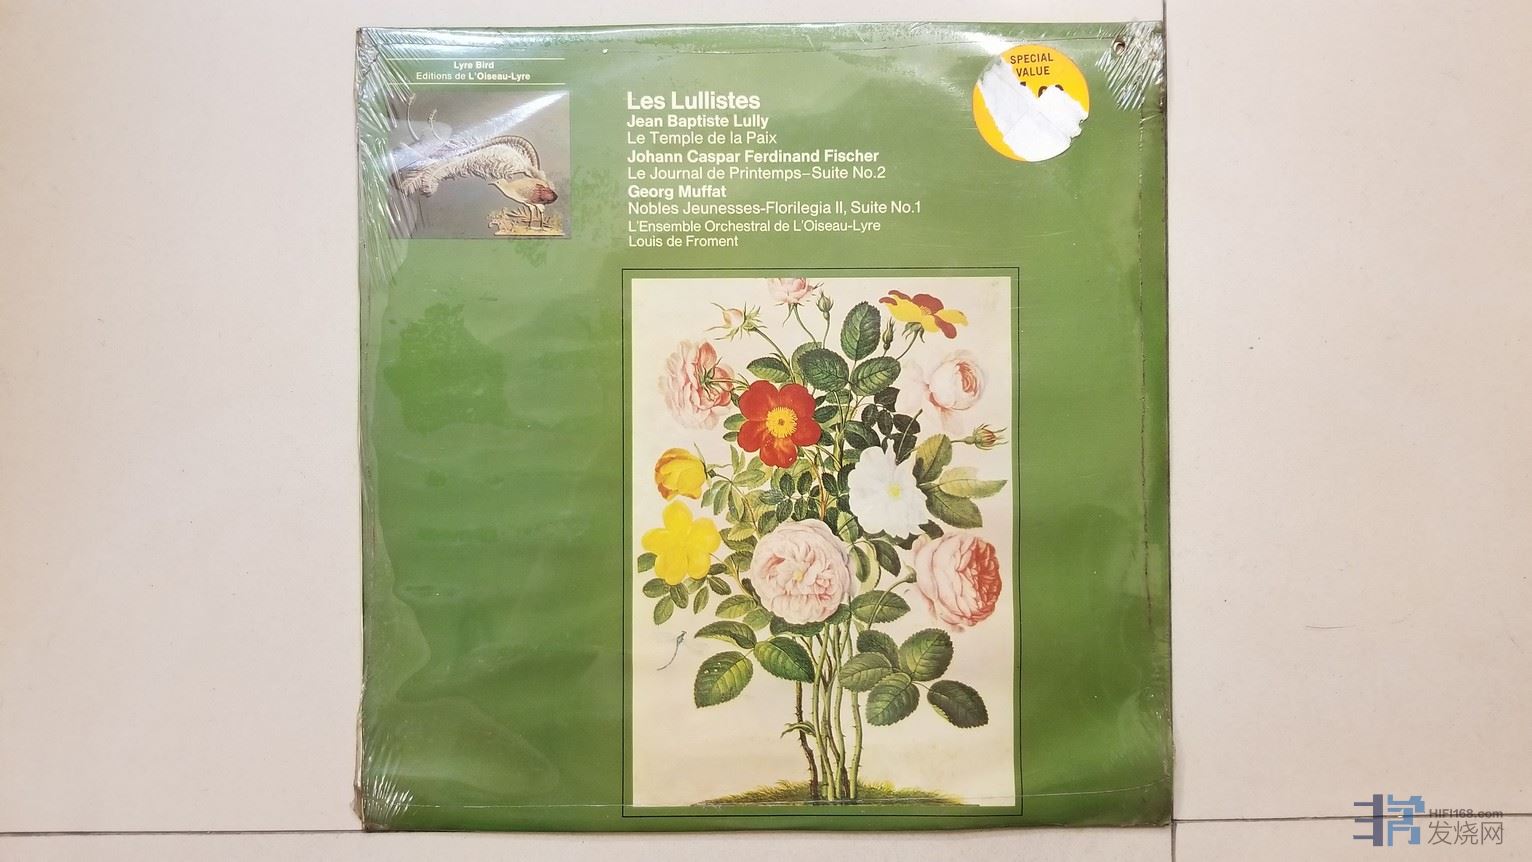 Lyre Bird
Editions de L'Oiseau-Lyre
Les Lullistes
Jean Baptiste Lully
Le Temple de la Paix
Johann Caspar Ferdinand Fischer
Le Journal de Printemps–Suite No.2
Georg Muffat
Nobles Jeunesses-Florilegia II, Suite No.1
L'Ensemble Orchestral de L'Oiseau-Lyre
Louis de Froment
SPECIAL
VALUE
HIFI168.com
发烧网